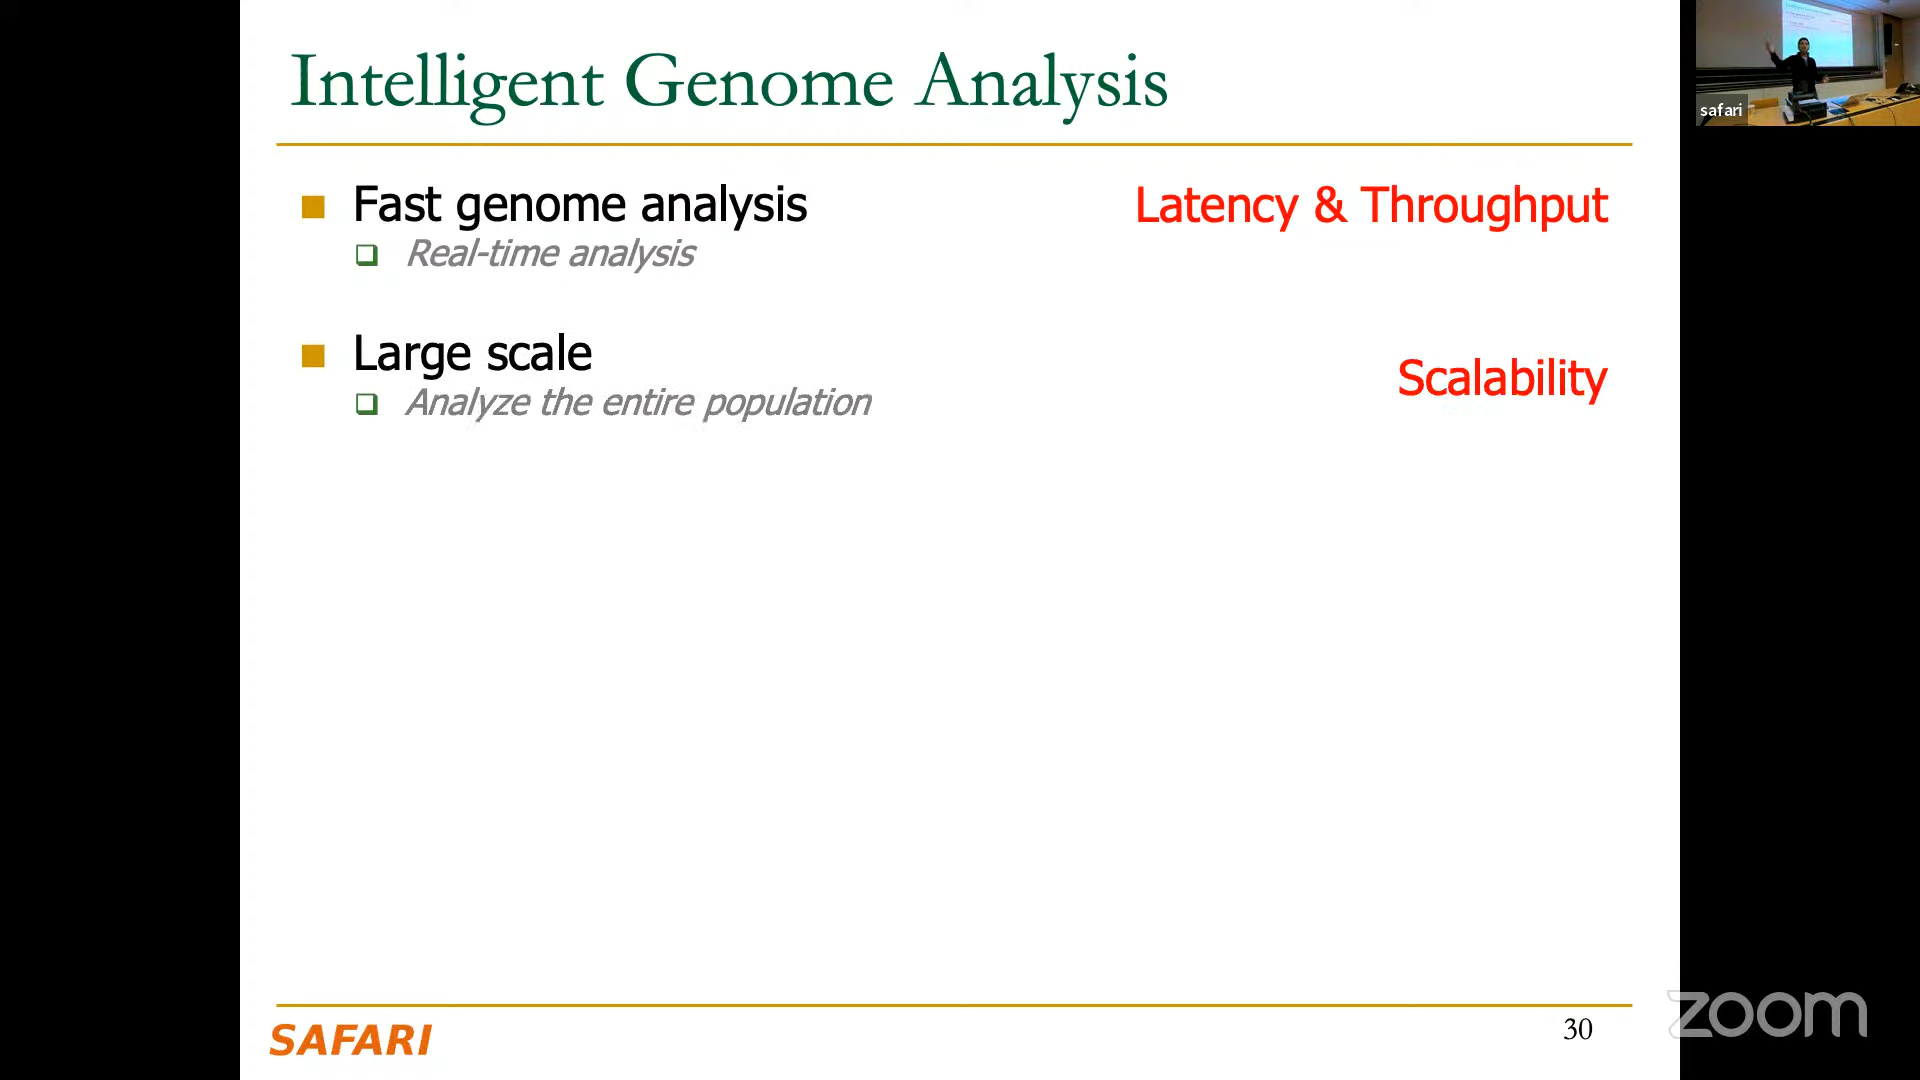 Intelligent Genome Analysis
Fast genome analysis
Latency & Throughput
Real-time analysis
Large scale
Scalability
Analyze the entire population
SAFARI
30
safari
zoom